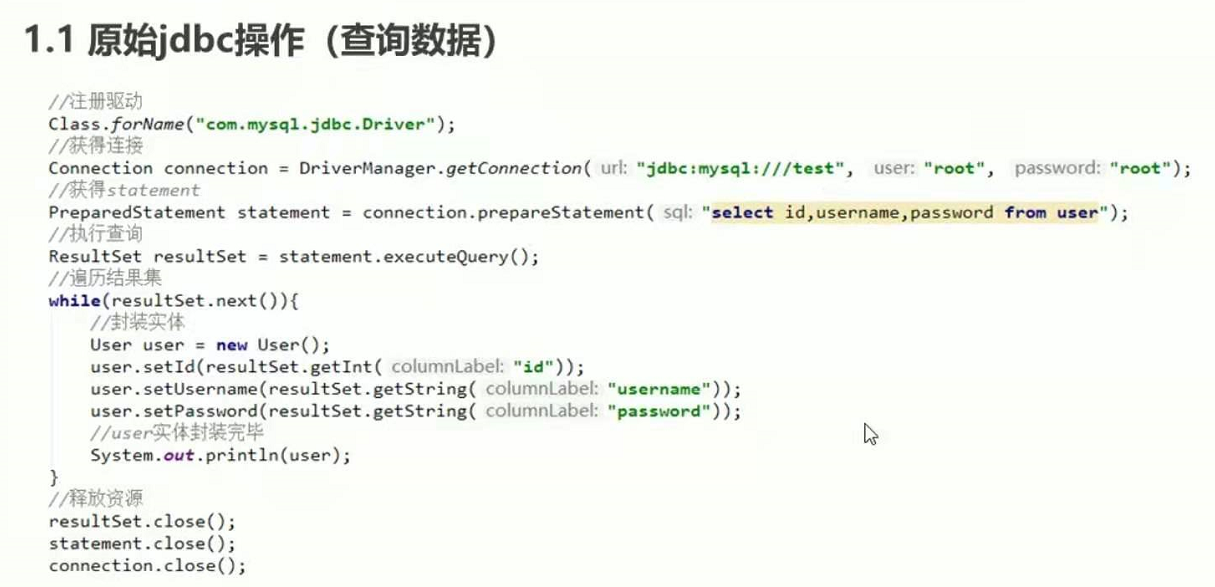 1.1 原始jdbc操作（查询数据）
//注册驱动
Class.forName("com.mysql.jdbc.Driver");
//获得连接
Connection connection = DriverManager.getConnection( url: "jdbc:mysql:///test", user: "root", password: "root");
//获得statement
PreparedStatement statement = connection.prepareStatement( sql: "select id,username,password from user");
//执行查询
ResultSet resultSet = statement.executeQuery();
//遍历结果集
while(resultSet.next()){
//封装实体
User user = new User();
user.setId(resultSet.getInt( columnLabel: "id"));
user.setUsername(resultSet.getString( columnLabel: "username"));
user.setPassword(resultSet.getString( columnLabel: "password"));
//user实体封装完毕
System.out.println(user);
}
//释放资源
resultSet.close();
statement.close();
connection.close();